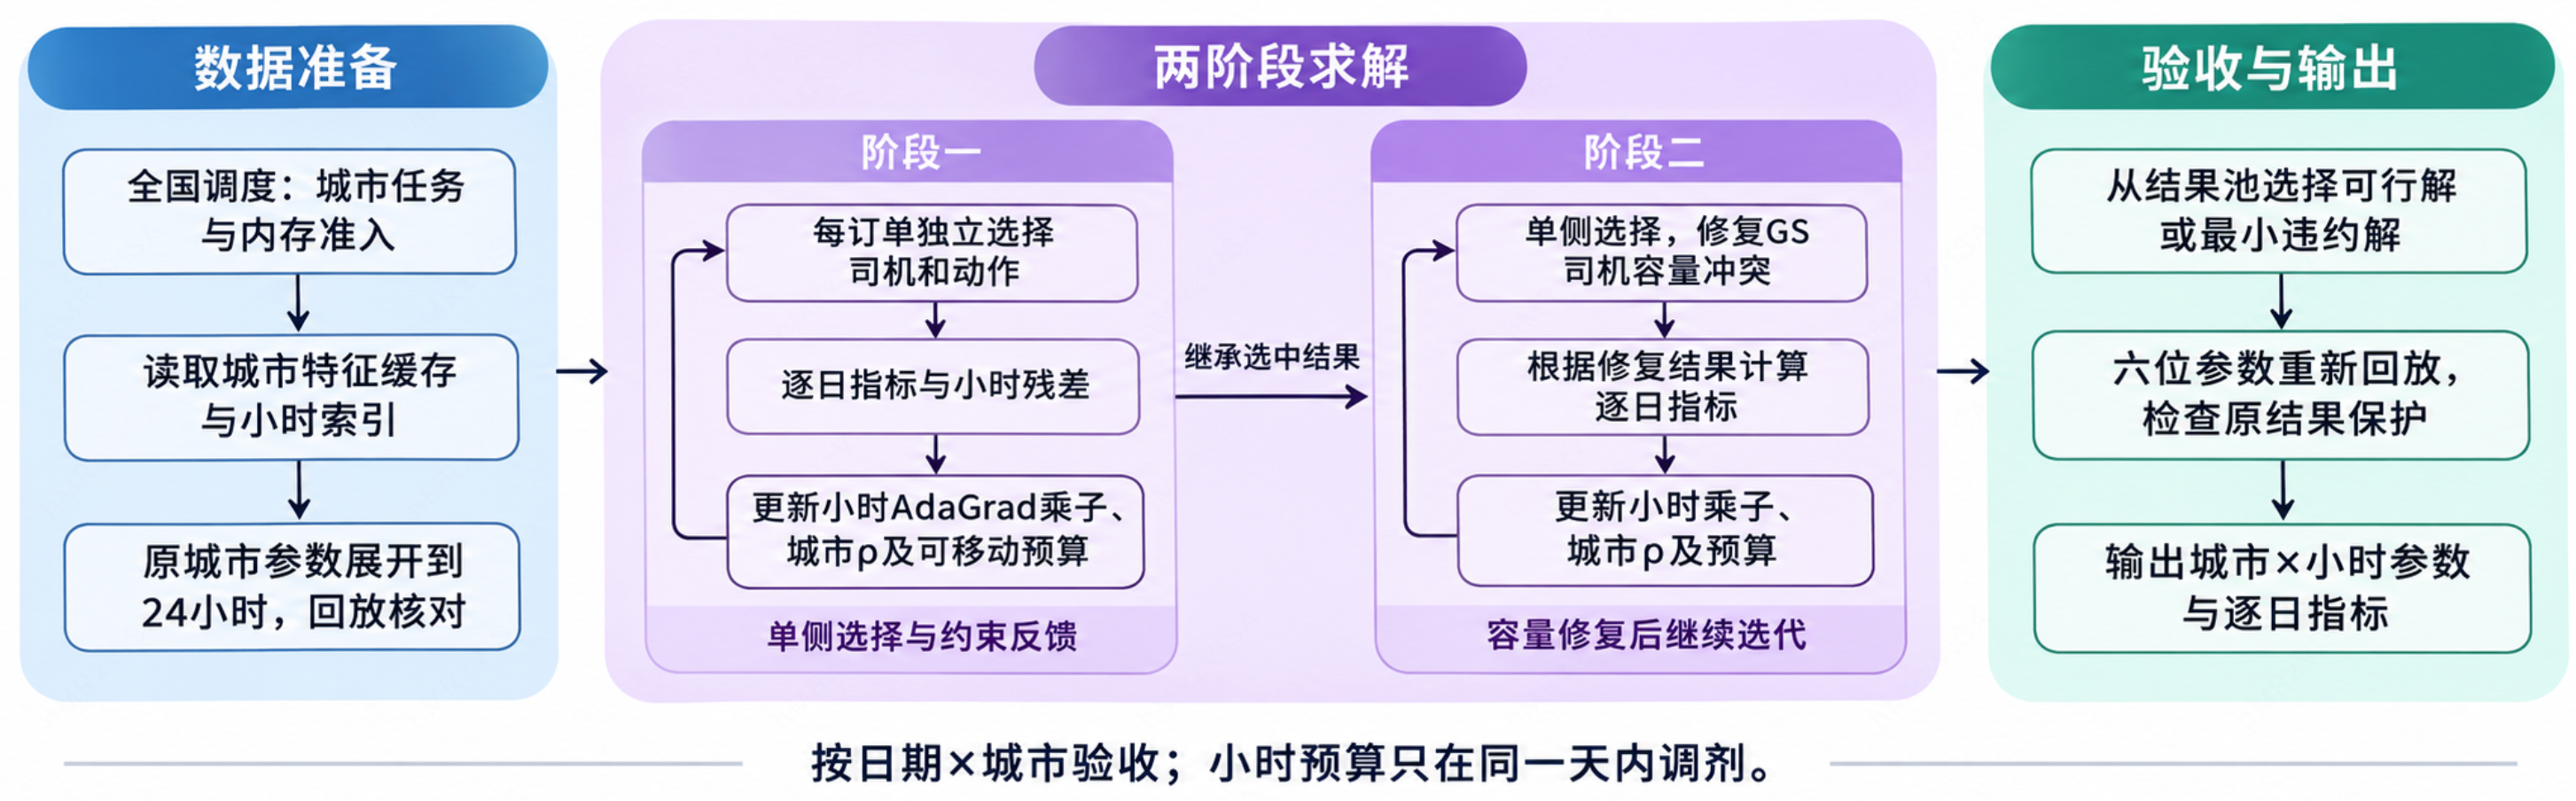 数据准备
全国调度：城市任务
与内存准入
读取城市特征缓存
与小时索引
原城市参数展开到
24小时，回放核对
两阶段求解
阶段一
每订单独立选择
司机和动作
逐日指标与小时残差
更新小时AdaGrad乘子、
城市ρ及可移动预算
单侧选择与约束反馈
继承选中结果
阶段二
单侧选择，修复GS
司机容量冲突
根据修复结果计算
逐日指标
更新小时乘子、
城市ρ及预算
容量修复后继续迭代
验收与输出
从结果池选择可行解
或最小违约解
六位参数重新回放，
检查原结果保护
输出城市×小时参数
与逐日指标
按日期×城市验收；小时预算只在同一天内调剂。